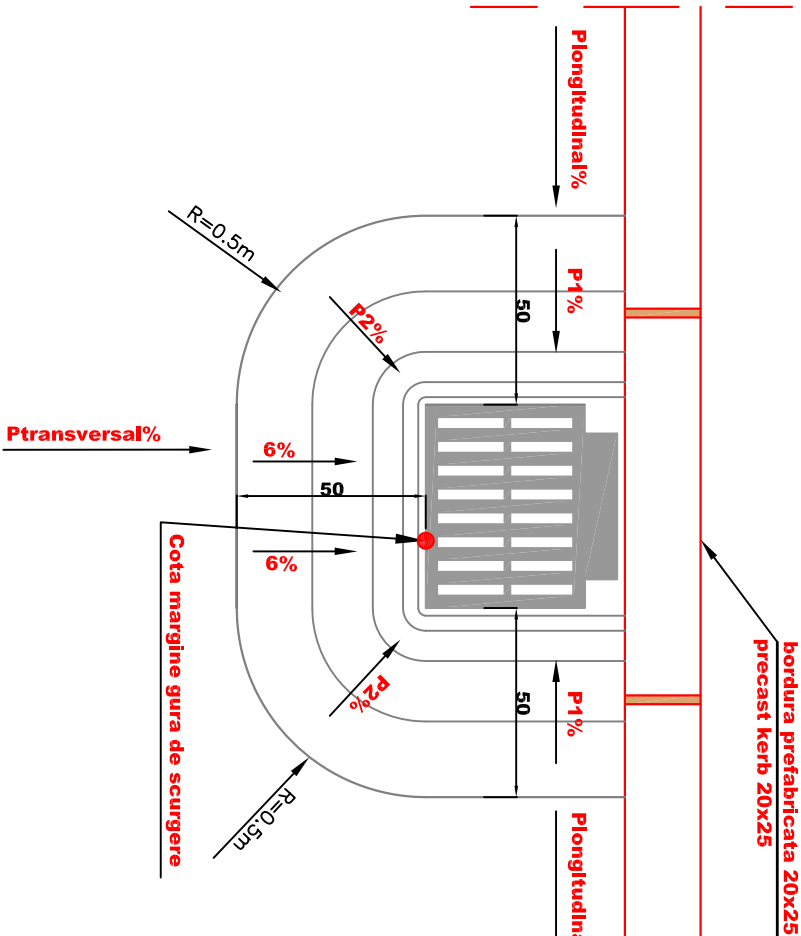 Plongitudinal%
R=0.5m
P1%
50
P2%
Ptransversal%
6%
50
6%
Cota margine gura de scurgere
bordura prefabricata 20x25
precast kerb 20x25
P2%
50
P1%
R=0.5m
Plongitudina